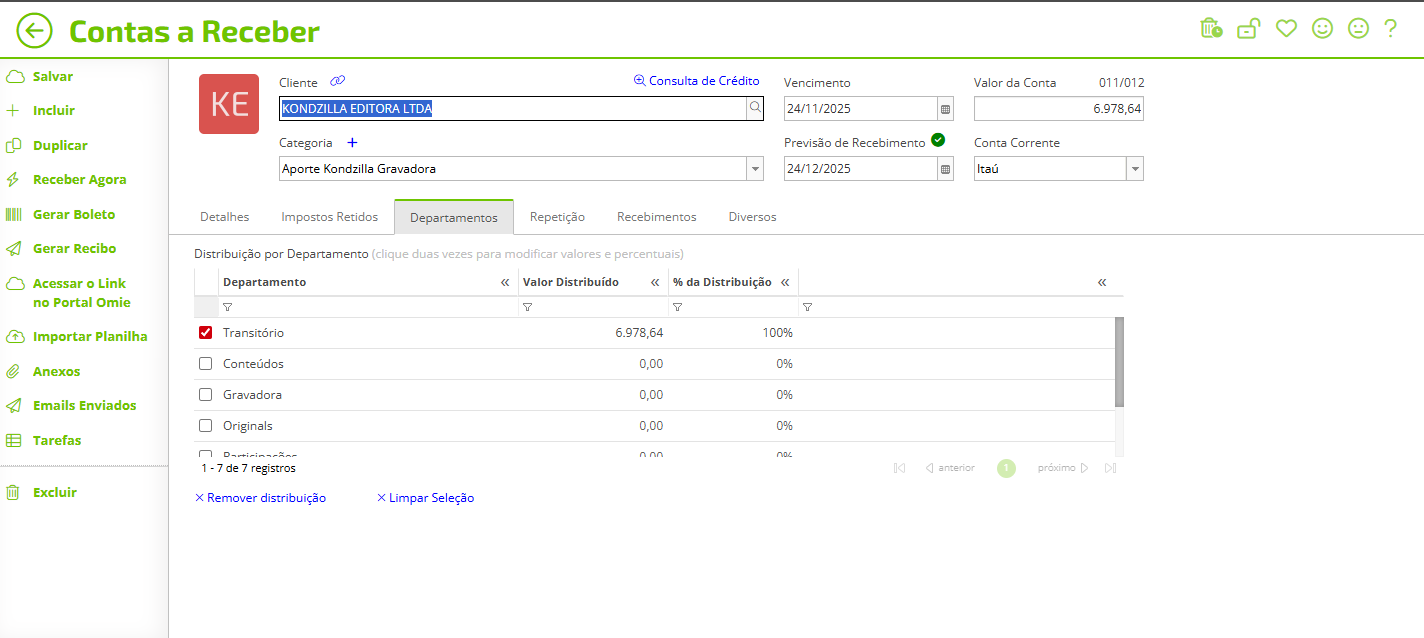 Contas a Receber
?
Salvar
Incluir
Duplicar
Receber Agora
Gerar Boleto
Gerar Recibo
Acessar o Link
no Portal Omie
Importar Planilha
Anexos
Emails Enviados
Tarefas
Excluir
KE
Cliente
Consulta de Crédito
Vencimento
Valor da Conta 011/012
KONDZILLA EDITORA LTDA
24/11/2025
6.978,64
Categoria +
Previsão de Recebimento
Conta Corrente
Aporte Kondzilla Gravadora
24/12/2025
Itaú
Detalhes Impostos Retidos Departamentos Repetição Recebimentos Diversos
Distribuição por Departamento (clique duas vezes para modificar valores e percentuais)
Departamento « Valor Distribuído « % da Distribuição « «
Transitório 6.978,64 100%
Conteúdos 0,00 0%
Gravadora 0,00 0%
Originals 0,00 0%
Participações 0,00 0%
1 - 7 de 7 registros
anterior 1 próximo
Remover distribuição Limpar Seleção